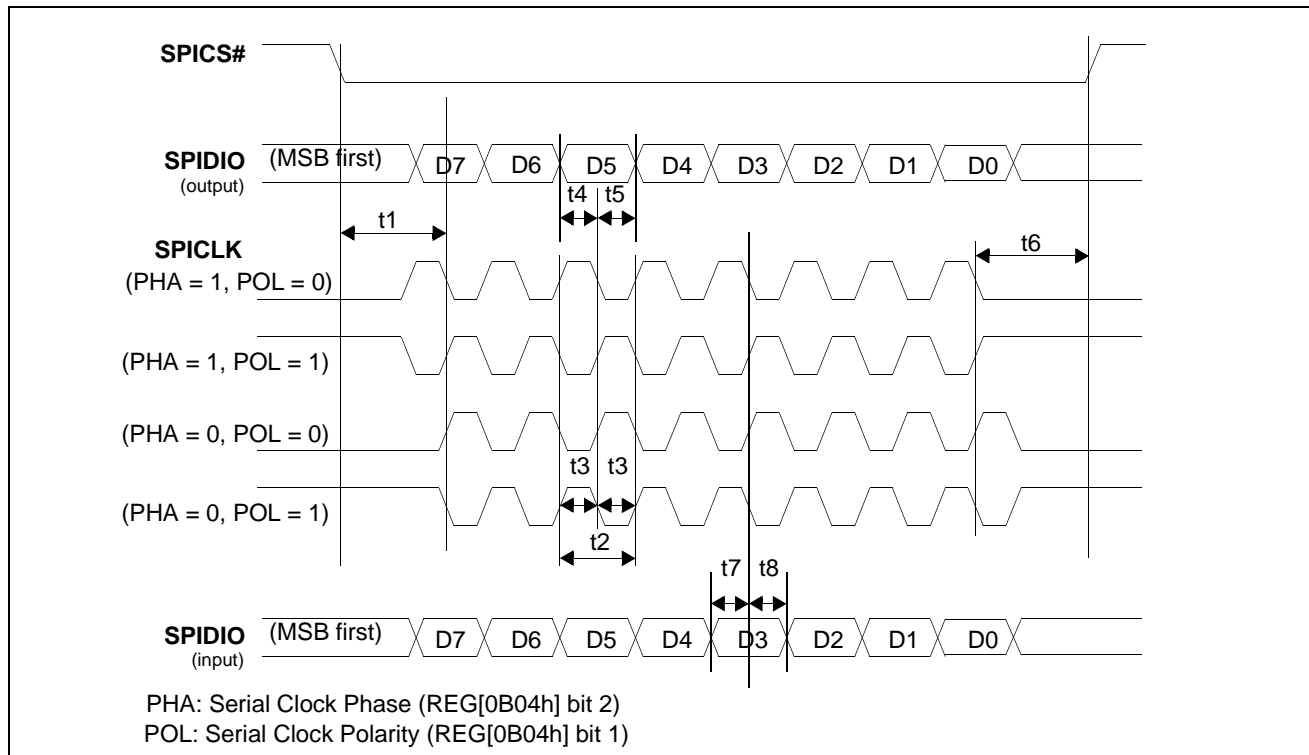 SPICS#
SPIDIO (MSB first) D7 D6 D5 D4 D3 D2 D1 D0
(output)
t4 t5
t1
SPICLK
t6
(PHA = 1, POL = 0)
(PHA = 1, POL = 1)
(PHA = 0, POL = 0)
t3 t3
(PHA = 0, POL = 1)
t2
t7 t8
SPIDIO (MSB first) D7 D6 D5 D4 D3 D2 D1 D0
(input)
PHA: Serial Clock Phase (REG[0B04h] bit 2)
POL: Serial Clock Polarity (REG[0B04h] bit 1)